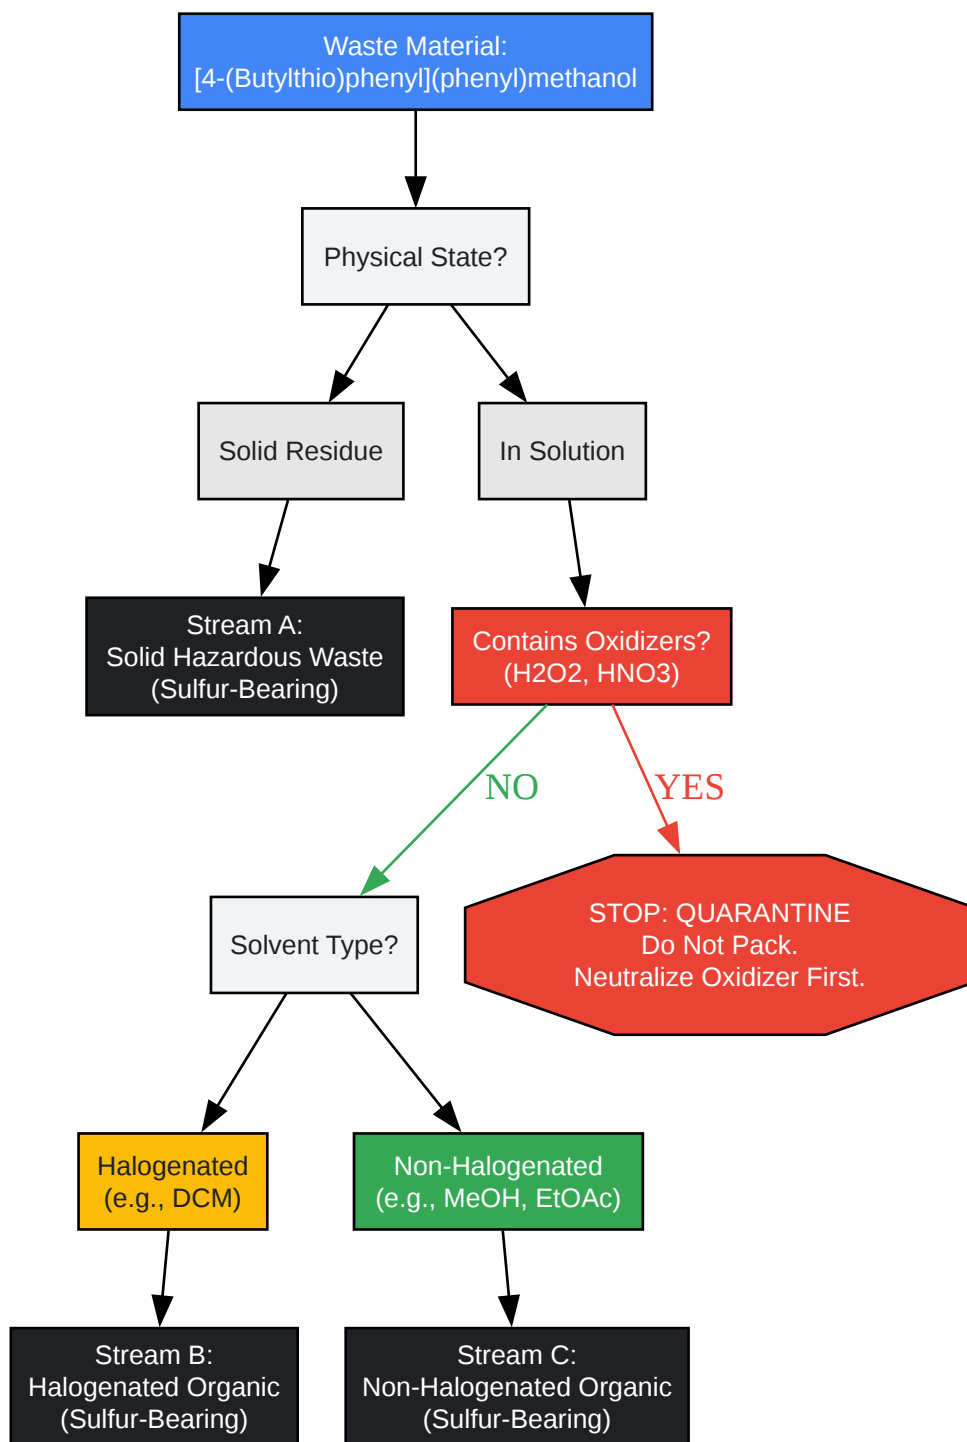 Waste Material:
[4-(Butylthio)phenyl](phenyl)methanol
Physical State?
Solid Residue
In Solution
Stream A:
Solid Hazardous Waste
(Sulfur-Bearing)
Contains Oxidizers?
(H2O2, HNO3)
NO
YES
Solvent Type?
STOP: QUARANTINE
Do Not Pack.
Neutralize Oxidizer First.
Halogenated
(e.g., DCM)
Non-Halogenated
(e.g., MeOH, EtOAc)
Stream B:
Halogenated Organic
(Sulfur-Bearing)
Stream C:
Non-Halogenated Organic
(Sulfur-Bearing)